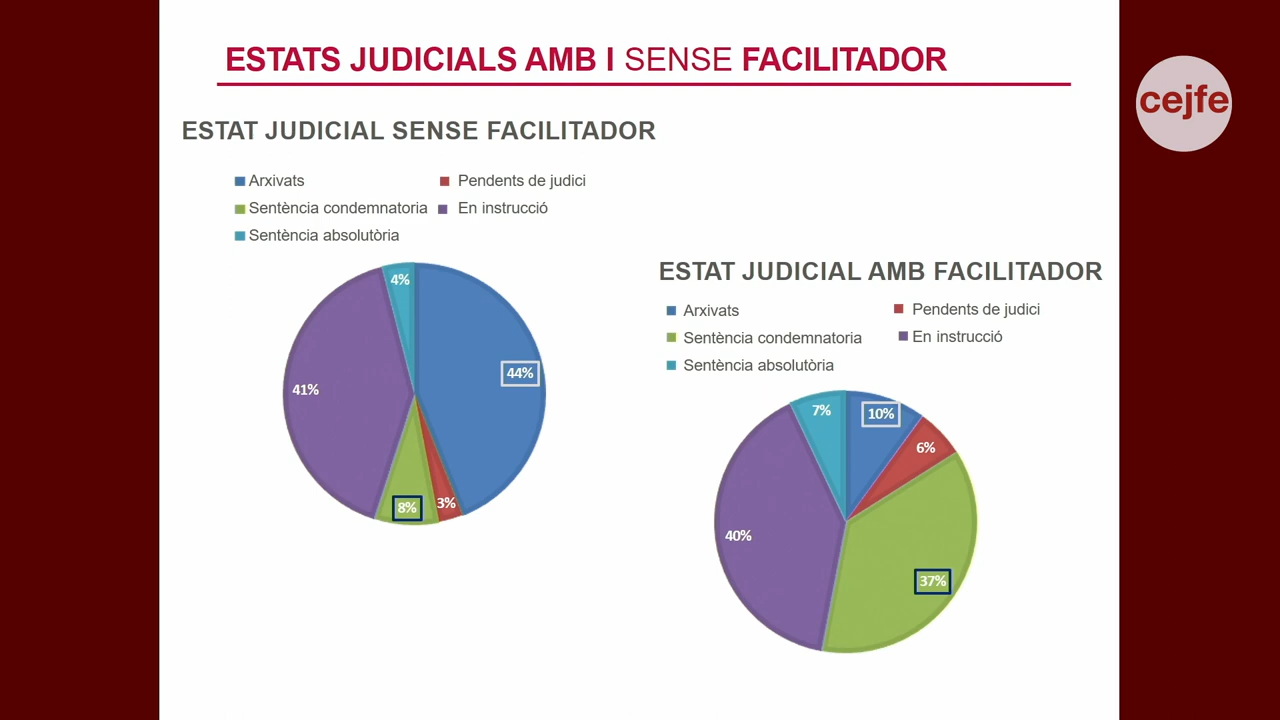 ESTATS JUDICIALS AMB I SENSE FACILITADOR
cejfe
ESTAT JUDICIAL SENSE FACILITADOR
Arxivats
Pendents de judici
Sentència condemnatoria
En instrucció
Sentència absolutòria
4%
44%
41%
3%
8%
ESTAT JUDICIAL AMB FACILITADOR
Arxivats
Pendents de judici
Sentència condemnatoria
En instrucció
Sentència absolutòria
7%
10%
6%
40%
37%